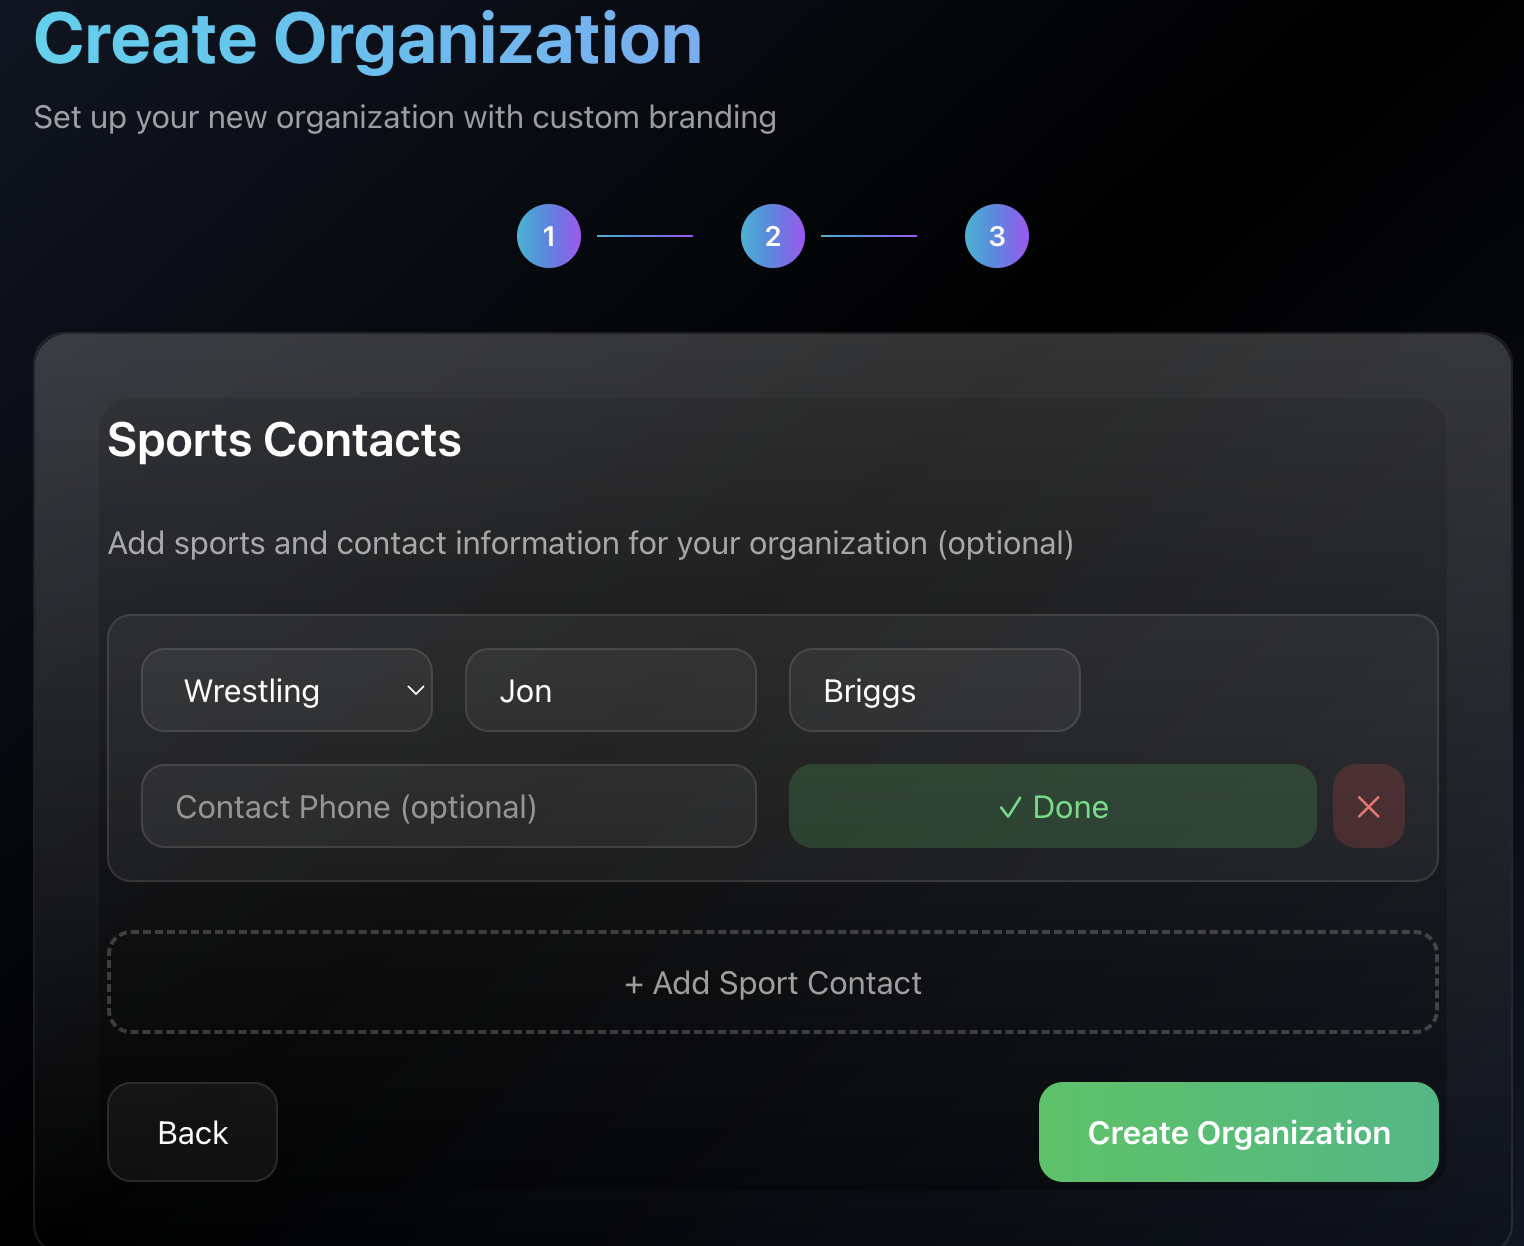 Create Organization
Set up your new organization with custom branding
1
2
3
Sports Contacts
Add sports and contact information for your organization (optional)
Wrestling
Jon
Briggs
Contact Phone (optional)
✓ Done
+ Add Sport Contact
Back
Create Organization